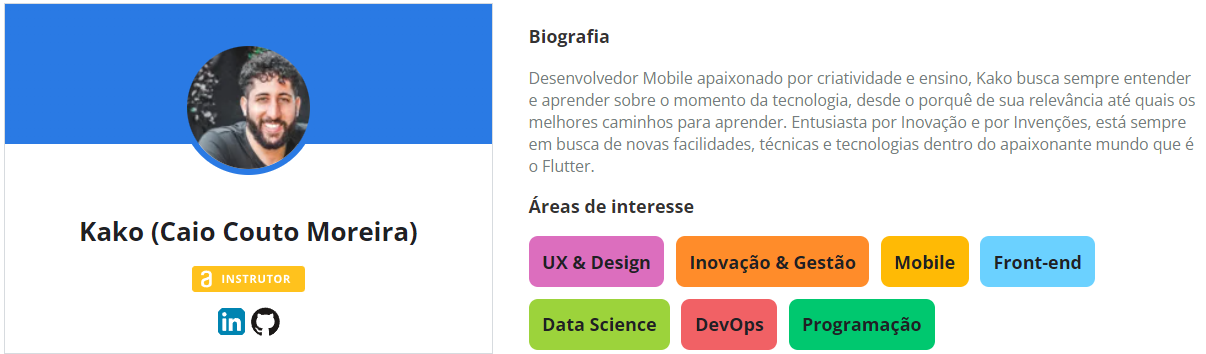 Kako (Caio Couto Moreira)
INSTRUTOR
in
Biografia
Desenvolvedor Mobile apaixonado por criatividade e ensino, Kako busca sempre entender
e aprender sobre o momento da tecnologia, desde o porquê de sua relevância até quais os
melhores caminhos para aprender. Entusiasta por Inovação e por Invenções, está sempre
em busca de novas facilidades, técnicas e tecnologias dentro do apaixonante mundo que é
o Flutter.
Áreas de interesse
UX & Design
Inovação & Gestão
Mobile
Front-end
Data Science
DevOps
Programação